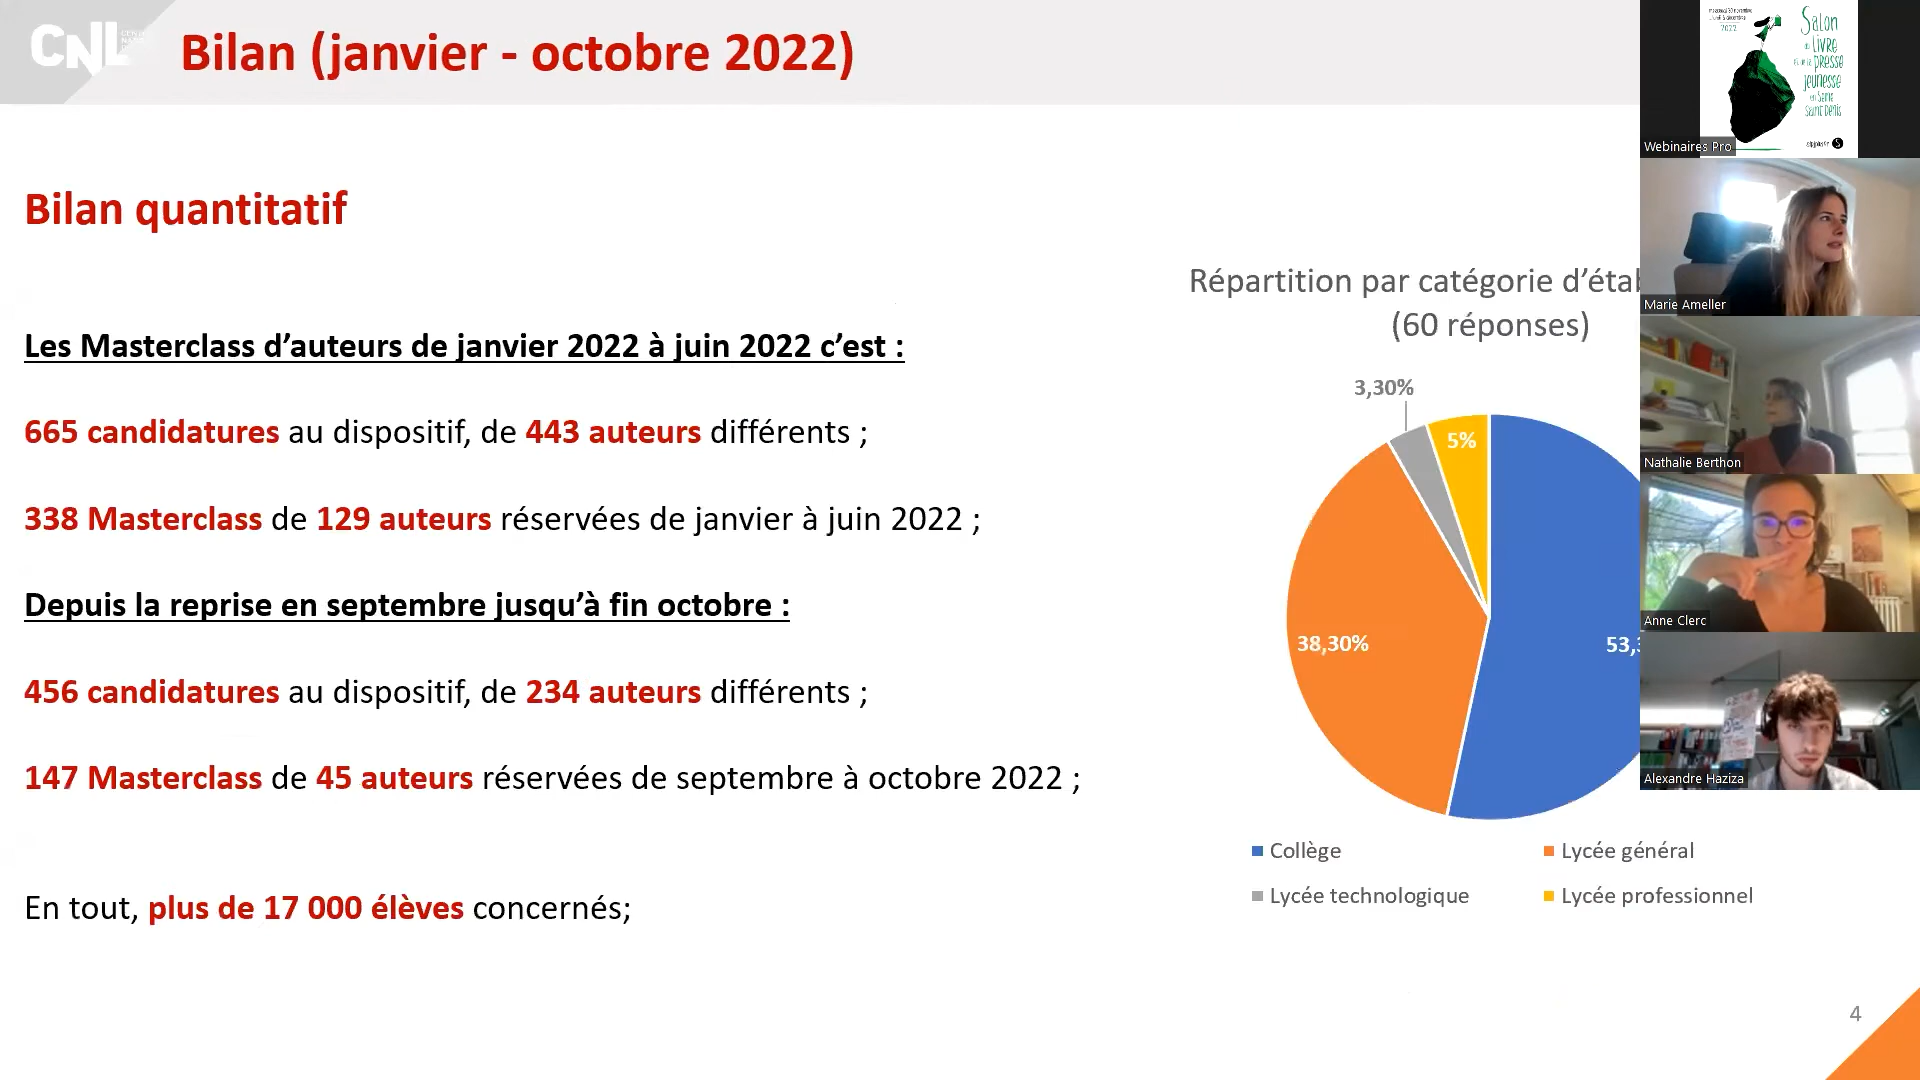 CNL
Bilan (janvier - octobre 2022)
Bilan quantitatif
Les Masterclass d’auteurs de janvier 2022 à juin 2022 c’est :
665 candidatures au dispositif, de 443 auteurs différents ;
338 Masterclass de 129 auteurs réservées de janvier à juin 2022 ;
Depuis la reprise en septembre jusqu’à fin octobre :
456 candidatures au dispositif, de 234 auteurs différents ;
147 Masterclass de 45 auteurs réservées de septembre à octobre 2022 ;
En tout, plus de 17 000 élèves concernés;
Répartition par catégorie d’étab
(60 réponses)
3,30%
5%
38,30%
53,3
Collège
Lycée général
Lycée technologique
Lycée professionnel
4
2022
Salon
du livre
et de la presse
jeunesse
en Seine
Saint-Denis
Webinaires Pro
Marie Ameller
Nathalie Berthon
Anne Clerc
Alexandre Haziza